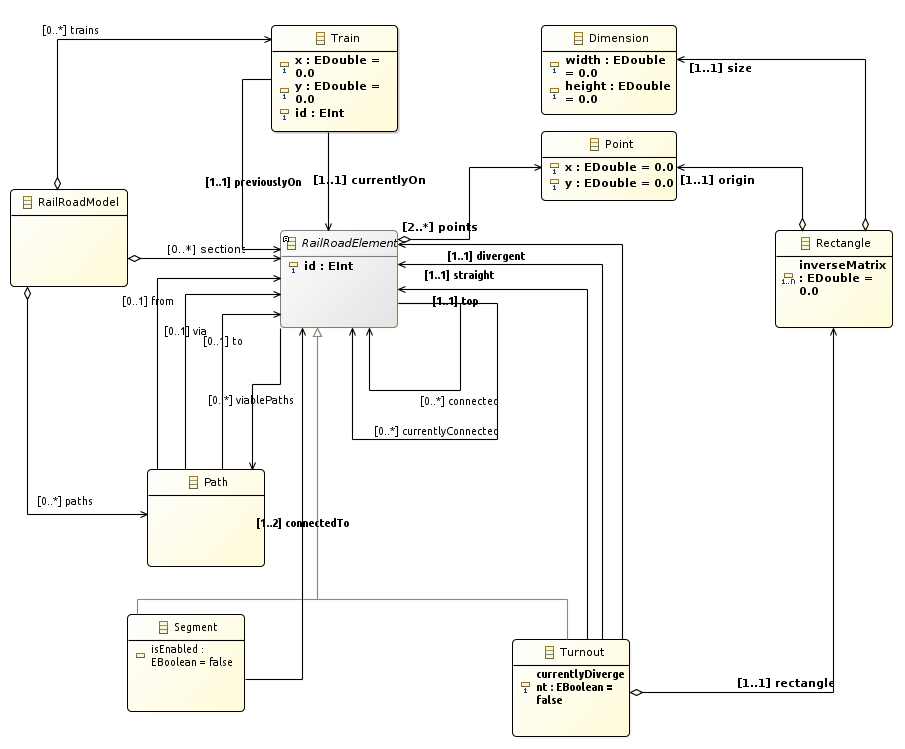 [0..*] trains
Train
x : EDouble =
0.0
y : EDouble =
0.0
id : EInt
Dimension
width : EDouble
= 0.0
height : EDouble
= 0.0
[1..1] size
Point
x : EDouble = 0.0
y : EDouble = 0.0
[1..1] origin
[1..1] previouslyOn
[1..1] currentlyOn
RailRoadModel
[0..*] sections
[2..*] points
RailRoadElement
id : EInt
[1..1] divergent
[1..1] straight
[1..1] top
Rectangle
inverseMatrix
: EDouble =
0.0
[0..1] from
[0..1] via
[0..1] to
[0..*] viablePaths
[0..*] connected
[0..*] currentlyConnected
[0..*] paths
Path
[1..2] connectedTo
Segment
isEnabled :
EBoolean = false
Turnout
currentlyDiverge
nt : EBoolean =
false
[1..1] rectangle